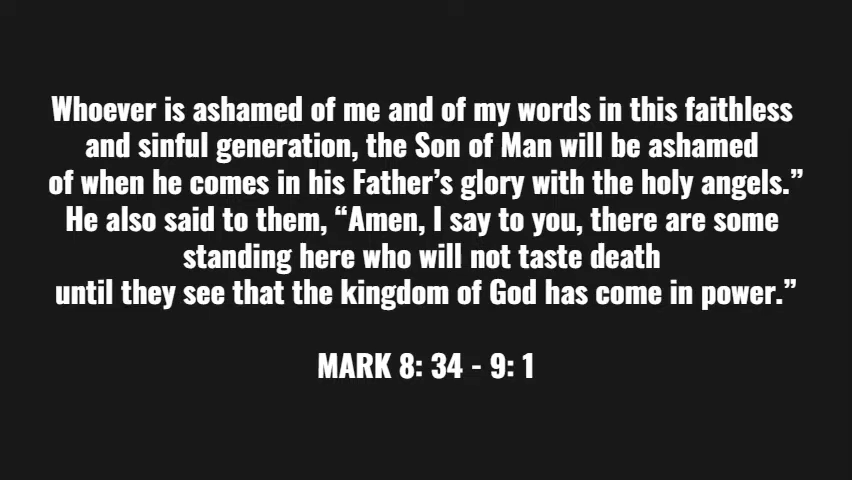 Whoever is ashamed of me and of my words in this faithless
and sinful generation, the Son of Man will be ashamed
of when he comes in his Father’s glory with the holy angels.”
He also said to them, “Amen, I say to you, there are some
standing here who will not taste death
until they see that the kingdom of God has come in power.”
MARK 8: 34 - 9: 1